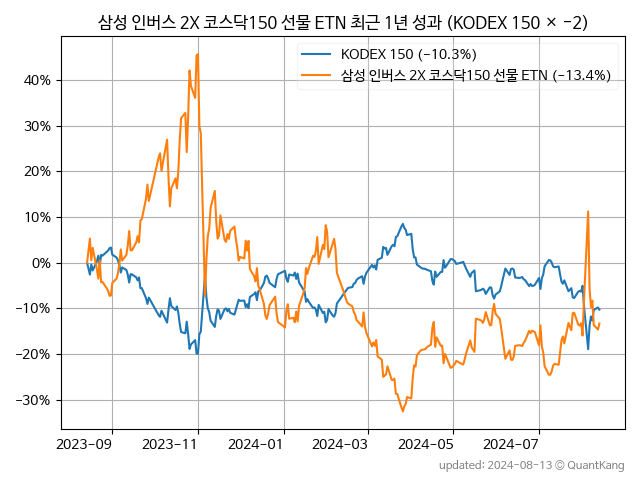 삼성 인버스 2X 코스닥150 선물 ETN 최근 1년 성과 (KODEX 150 × −2)
KODEX 150 (−10.3%)
삼성 인버스 2X 코스닥150 선물 ETN (−13.4%)
40%
30%
20%
10%
0%
−10%
−20%
−30%
2023−09 2023−11 2024−01 2024−03 2024−05 2024−07
updated: 2024-08-13 © QuantKang